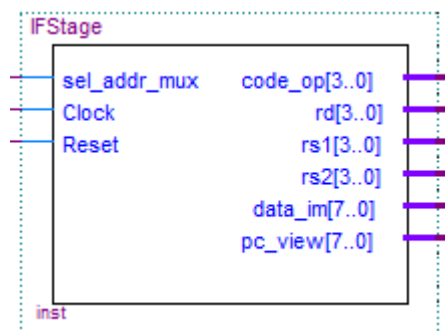 IFStage
sel_addr_mux code_op[3..0]
Clock rd[3..0]
Reset rs1[3..0]
rs2[3..0]
data_im[7..0]
pc_view[7..0]
inst